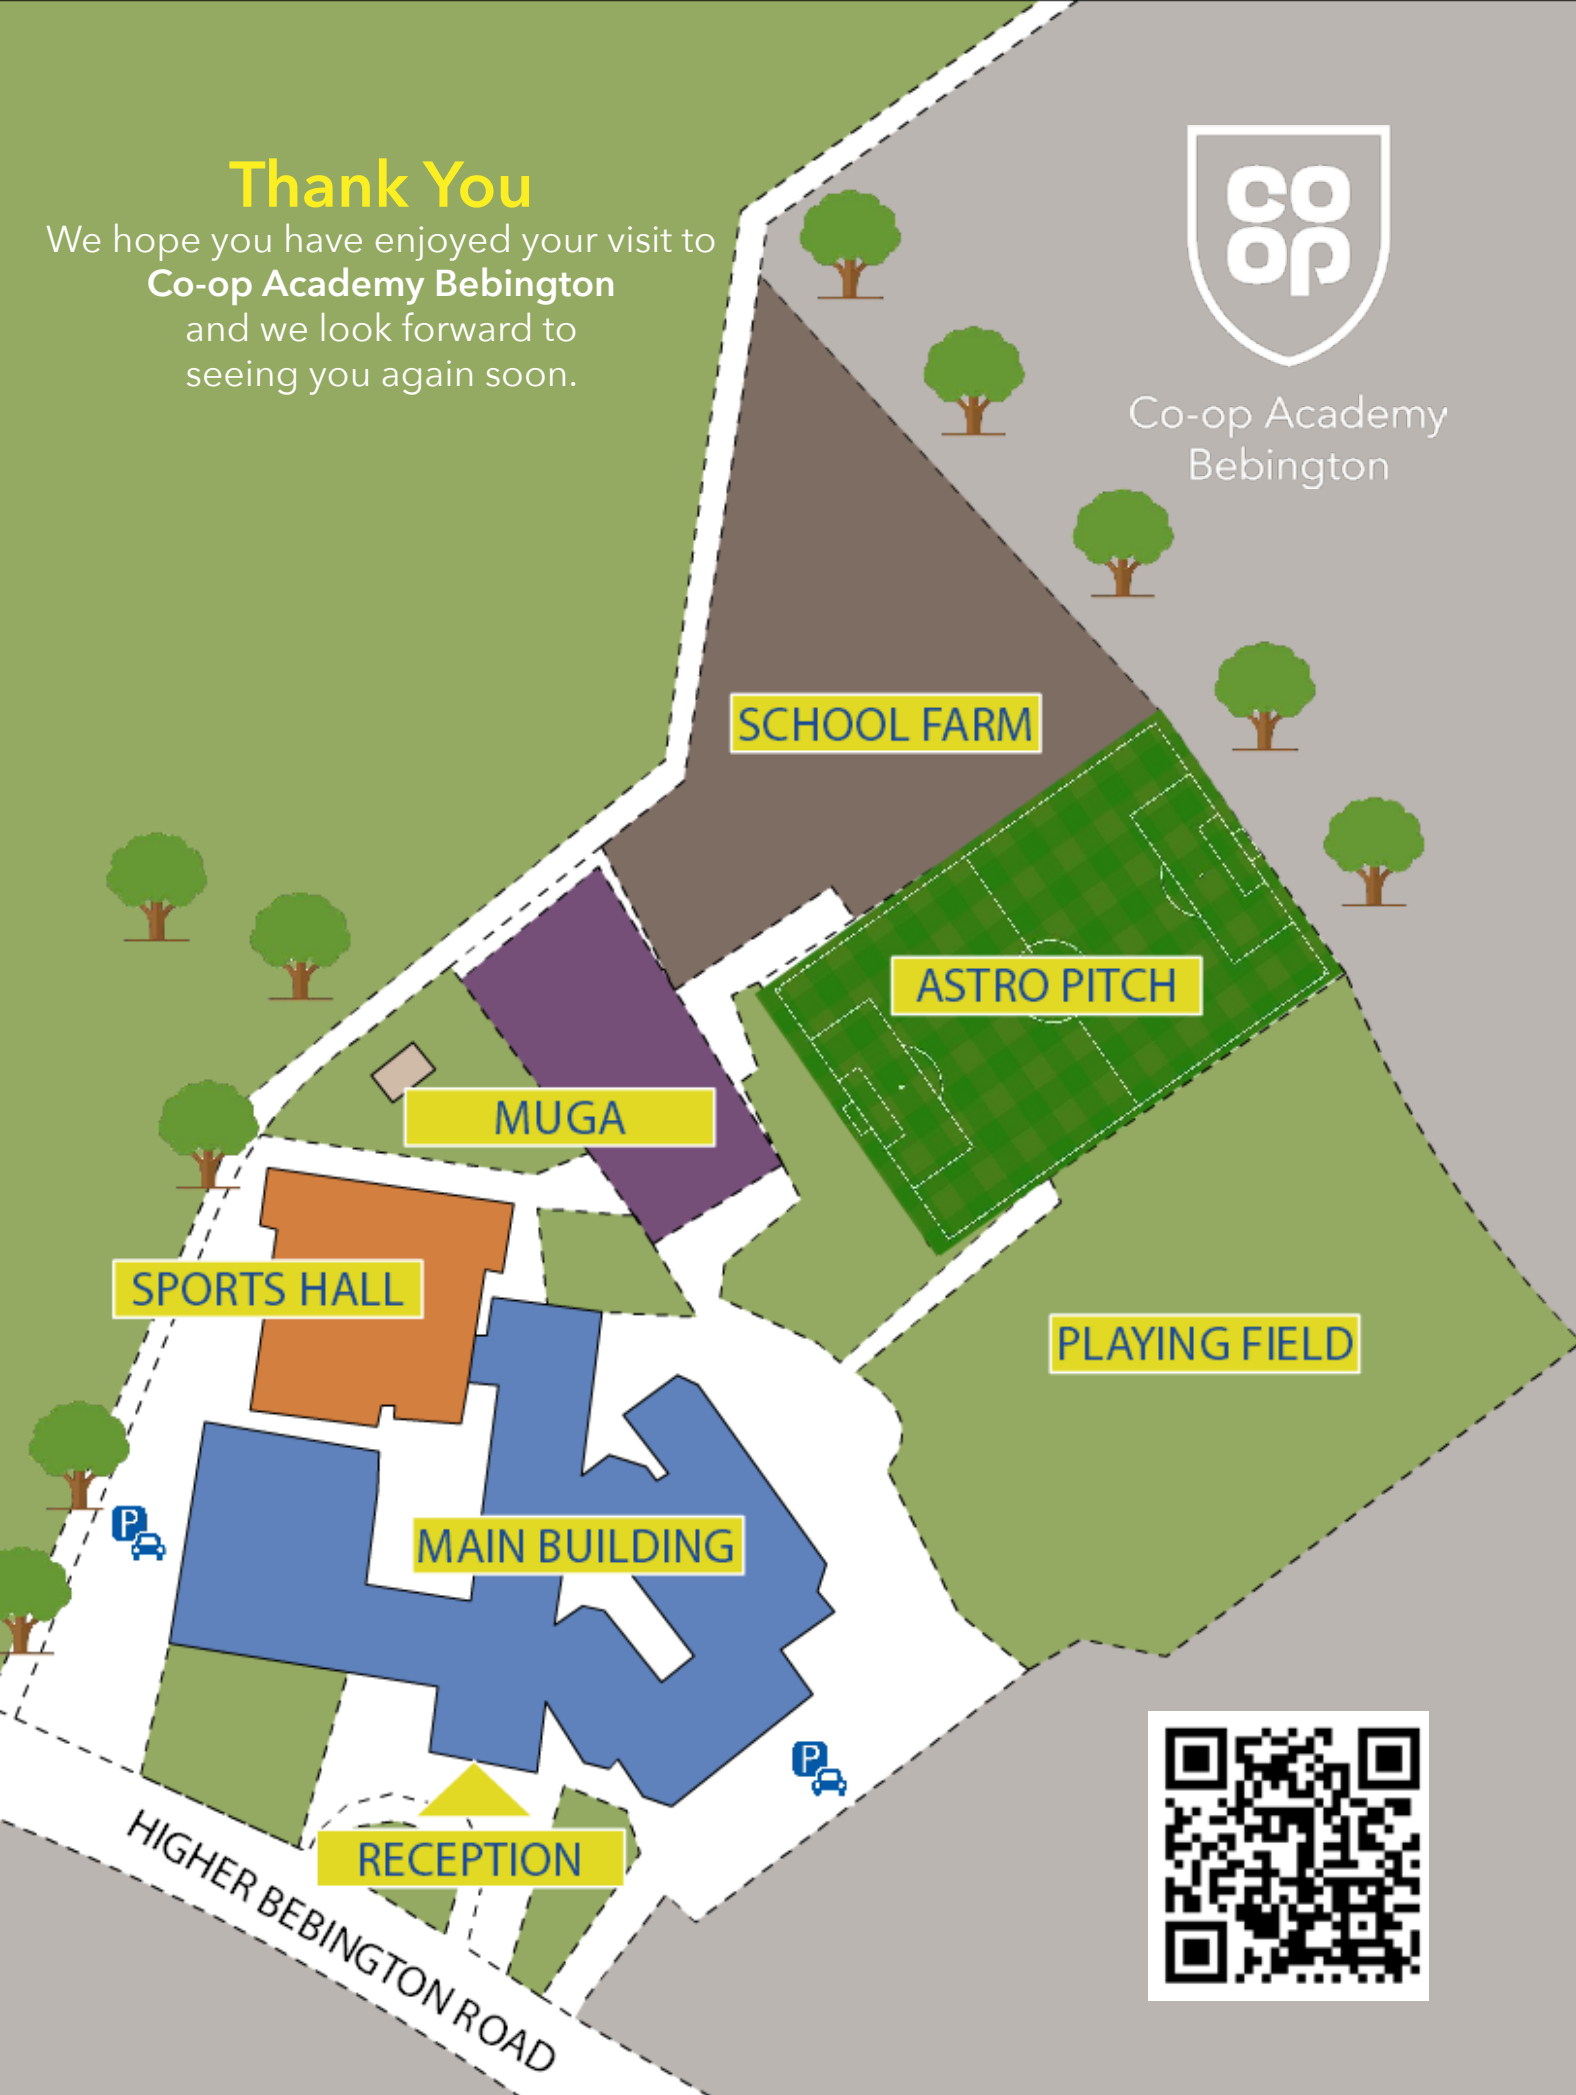 Thank You
We hope you have enjoyed your visit to
Co-op Academy Bebington
and we look forward to
seeing you again soon.
CO
OP
Co-op Academy
Bebington
SCHOOL FARM
ASTRO PITCH
MUGA
SPORTS HALL
PLAYING FIELD
P
MAIN BUILDING
P
RECEPTION
HIGHER BEBINGTON ROAD